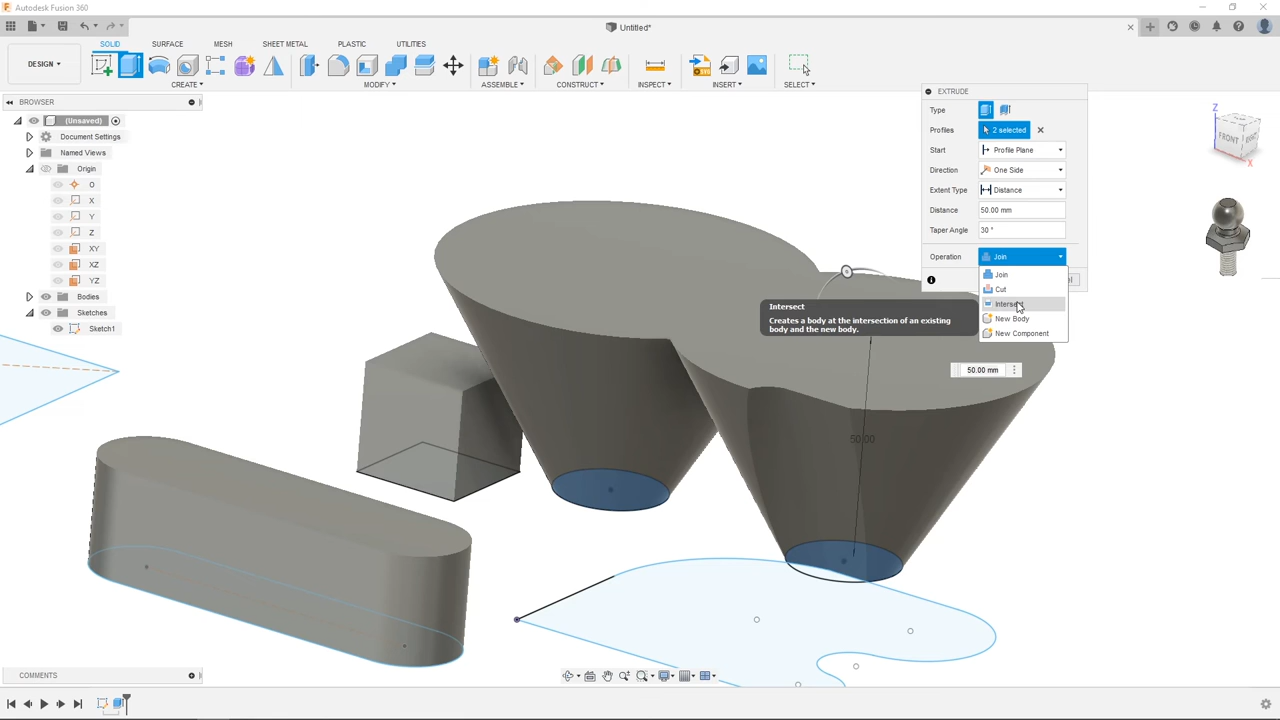 Autodesk Fusion 360
Untitled*
SOLID SURFACE MESH SHEET METAL PLASTIC UTILITIES
DESIGN ▾
CREATE ▾ MODIFY ▾ ASSEMBLE ▾ CONSTRUCT ▾ INSPECT ▾ INSERT ▾ SELECT ▾
BROWSER
(Unsaved)
Document Settings
Named Views
Origin
O
X
Y
Z
XY
XZ
YZ
Bodies
Sketches
Sketch1
EXTRUDE
Type
Profiles 2 selected
Start Profile Plane
Direction One Side
Extent Type Distance
Distance 50.00 mm
Taper Angle 30 °
Operation Join
Join
Cut
Intersect
New Body
New Component
Intersect
Creates a body at the intersection of an existing
body and the new body.
50.00 mm
50.00
Z
FRONT
X
COMMENTS